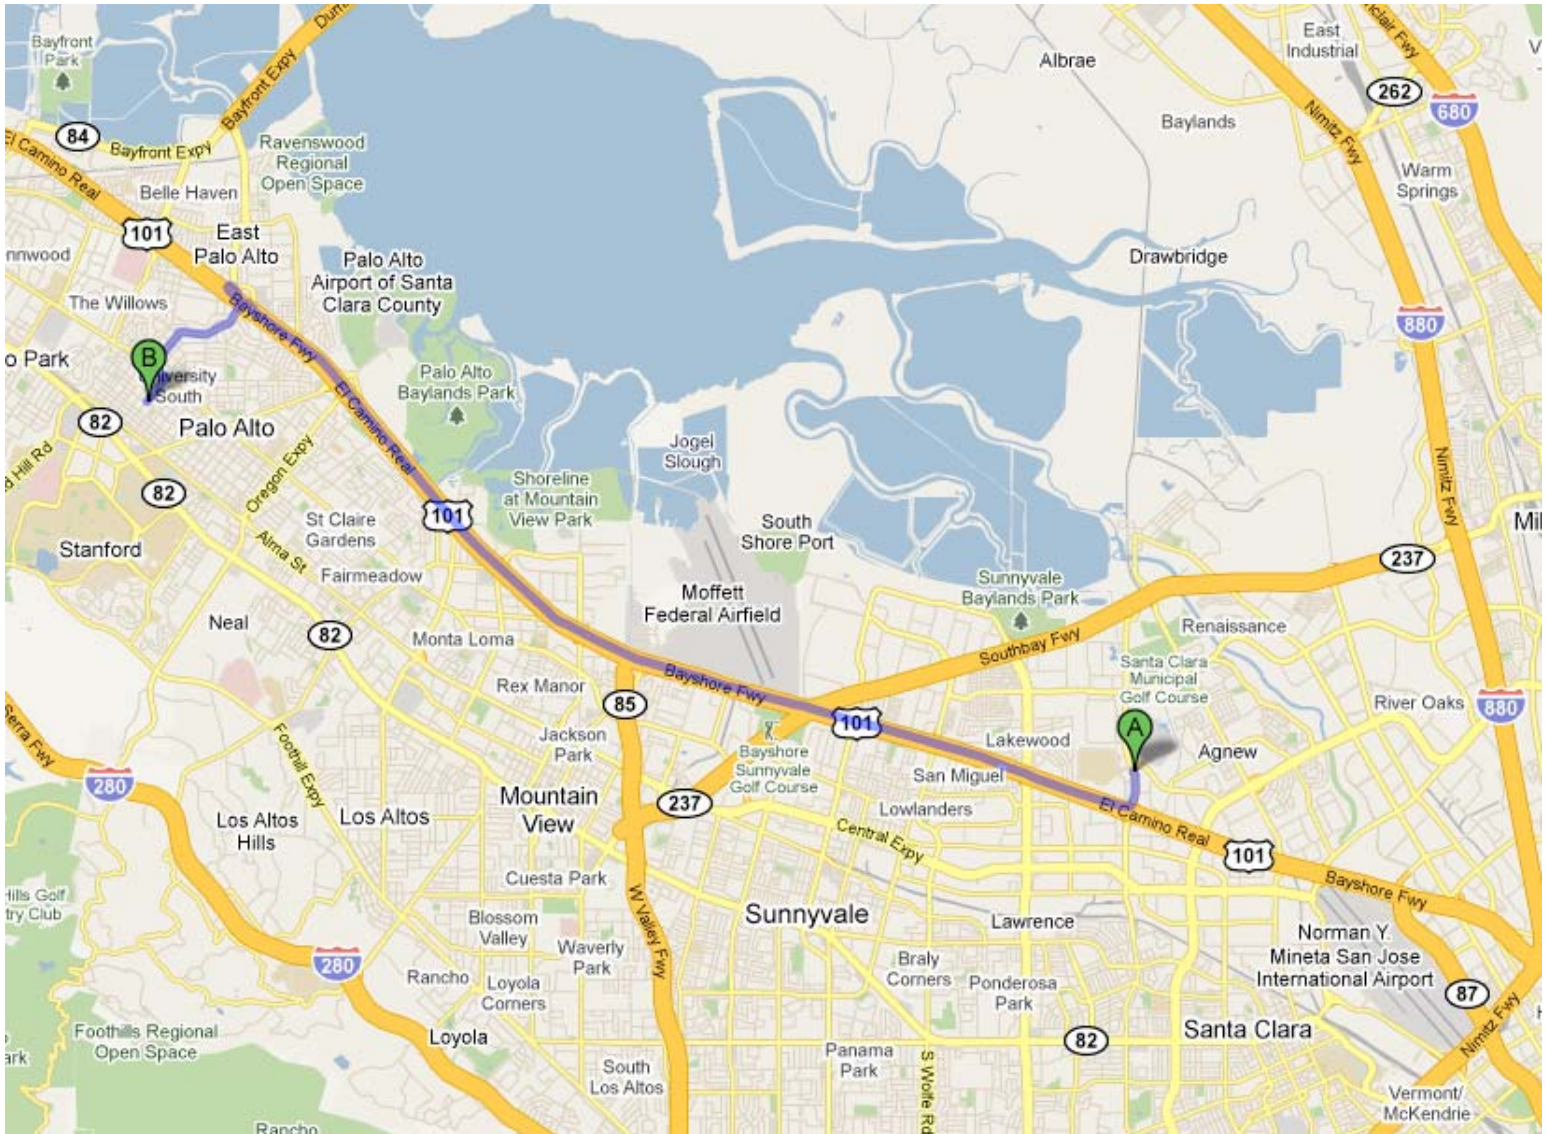 Bayfront
Park
Bayfront Expy
East
Industrial
Albrae
262
680
84
Bayfront Expy
El Camino Real
Ravenswood
Regional
Open Space
Baylands
Nimitz Fwy
Warm
Springs
Belle Haven
101
East
Palo Alto
Palo Alto
Airport of Santa
Clara County
Drawbridge
The Willows
Bayshore Fwy
880
B
University
South
Palo Alto
Baylands Park
El Camino Real
82
Palo Alto
Oregon Expy
Jogel
Slough
Nimitz Fwy
82
Shoreline
at Mountain
View Park
101
St Claire
Gardens
South
Shore Port
Stanford
Alma St
237
Fairmeadow
Moffett
Federal Airfield
Sunnyvale
Baylands Park
Neal
82
Monta Loma
Southbay Fwy
Renaissance
Santa Clara
Municipal
Golf Course
Rex Manor
Bayshore Fwy
85
River Oaks
880
101
A
Jackson
Park
Lakewood
Agnew
Foothill Expy
Bayshore
Sunnyvale
Golf Course
San Miguel
280
Mountain
View
237
Lowlanders
El Camino Real
Los Altos
Hills
Los Altos
Central Expy
101
Cuesta Park
Bayshore Fwy
W Valley Fwy
Blossom
Valley
Sunnyvale
Lawrence
Waverly
Park
Norman Y.
Mineta San Jose
International Airport
280
Rancho
Loyola
Corners
Braly
Corners
Ponderosa
Park
87
Foothills Regional
Open Space
Loyola
82
Santa Clara
Nimitz Fwy
South
Los Altos
Panama
Park
S Wolfe Rd
Vermont/
McKendrie
Rancho